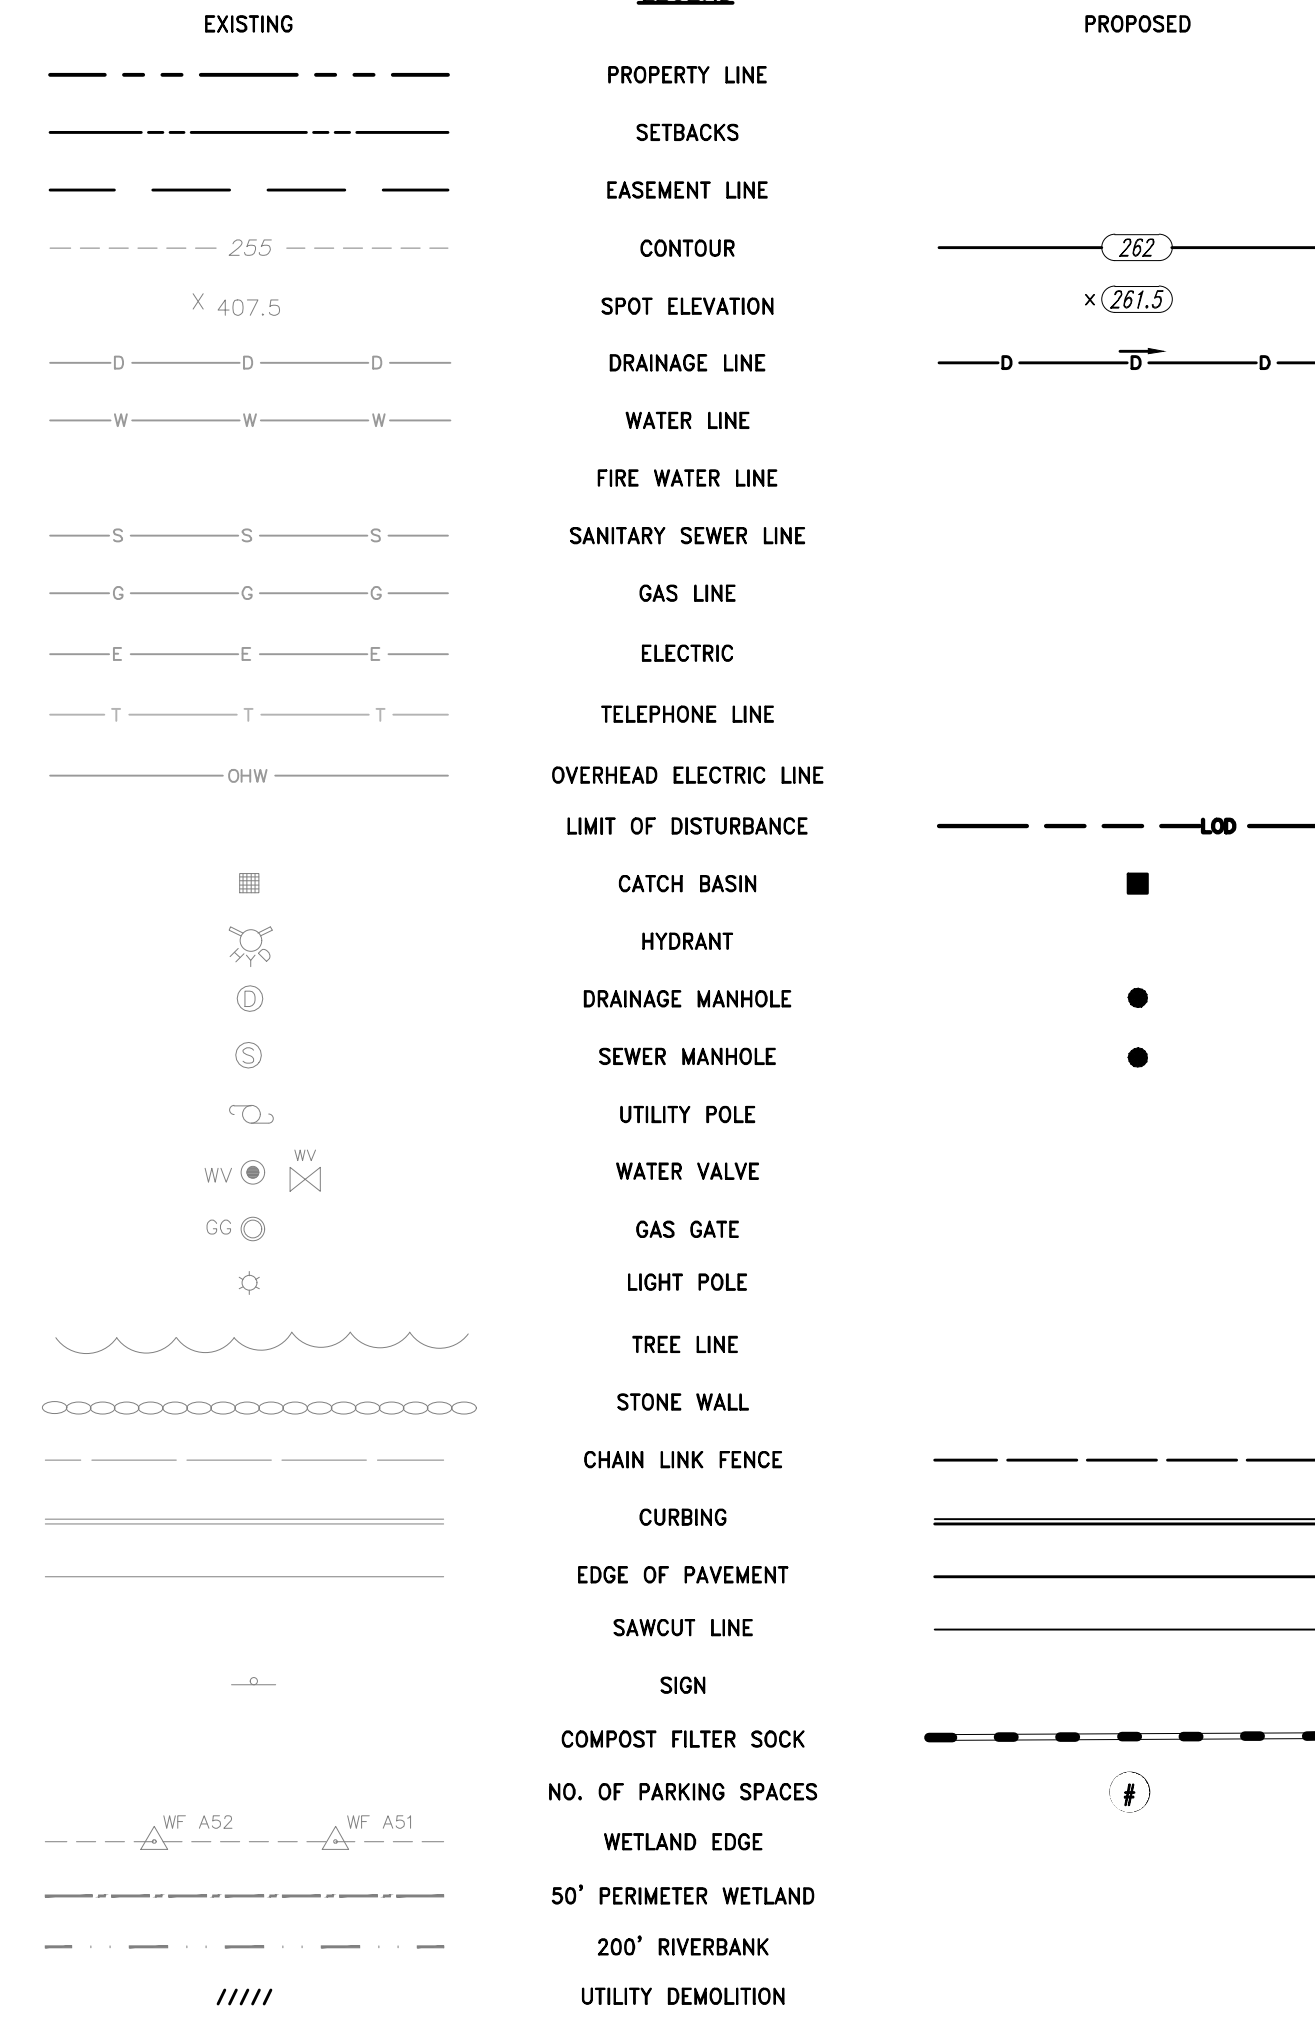 EXISTING PROPOSED
PROPERTY LINE
SETBACKS
EASEMENT LINE
255 CONTOUR 262
X 407.5 SPOT ELEVATION × 261.5
D D D DRAINAGE LINE D D D
W W W WATER LINE
FIRE WATER LINE
S S S SANITARY SEWER LINE
G G G GAS LINE
E E E ELECTRIC
T T T TELEPHONE LINE
OHW OVERHEAD ELECTRIC LINE
LIMIT OF DISTURBANCE LOD
CATCH BASIN
HYD HYDRANT
D DRAINAGE MANHOLE
S SEWER MANHOLE
UTILITY POLE
WV WV WATER VALVE
GG GAS GATE
LIGHT POLE
TREE LINE
STONE WALL
CHAIN LINK FENCE
CURBING
EDGE OF PAVEMENT
SAWCUT LINE
SIGN
COMPOST FILTER SOCK
NO. OF PARKING SPACES #
WF A52 WF A51
WETLAND EDGE
50' PERIMETER WETLAND
200' RIVERBANK
UTILITY DEMOLITION